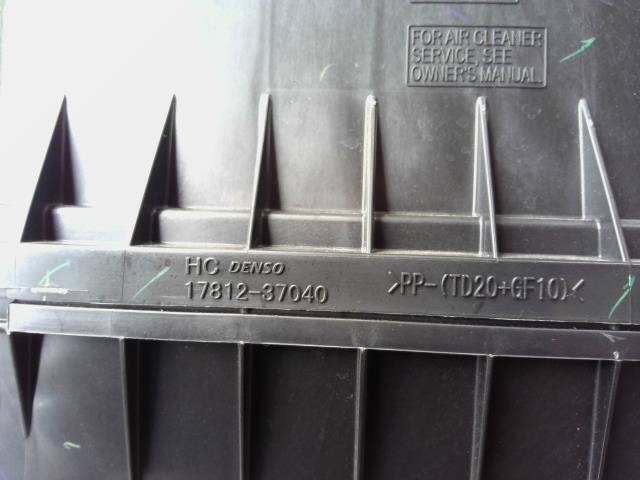 FOR AIR CLEANER
SERVICE, SEE
OWNER'S MANUAL.
HC DENSO
17812-37040
>PP-(TD20+GF10)<